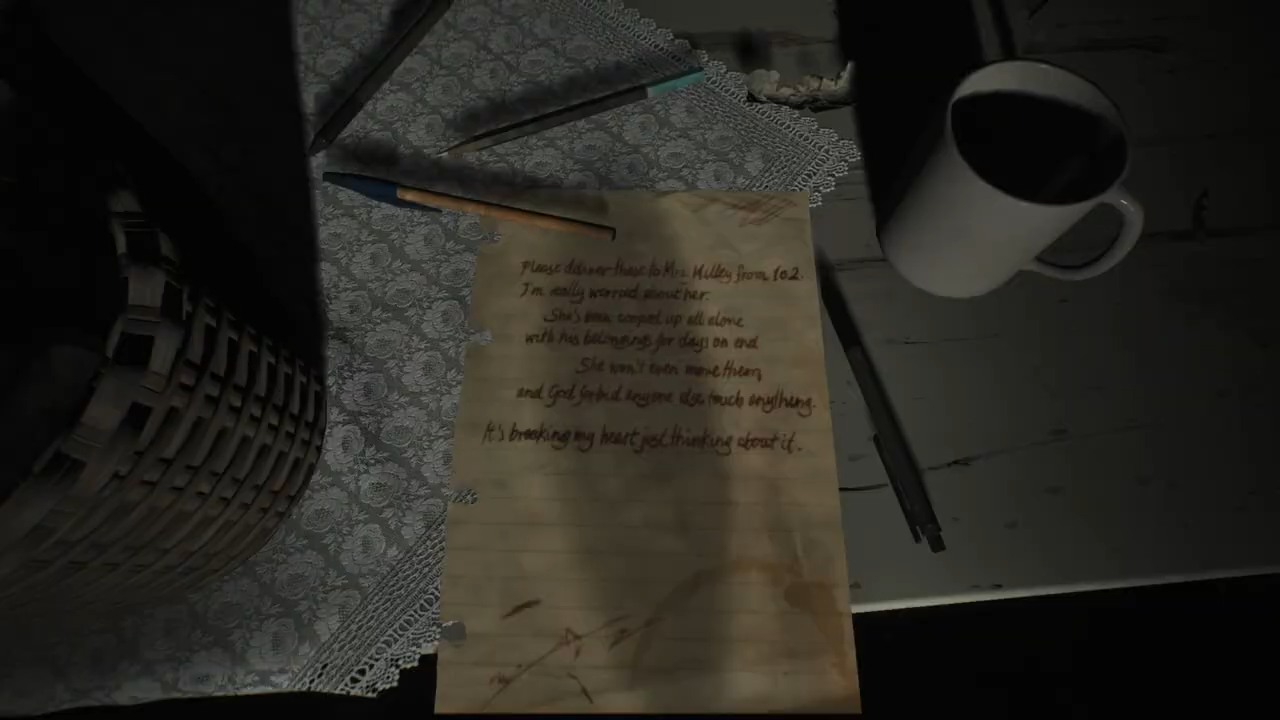 Please deliver these to Mrs. Hilley from 102.
I'm really worried about her.
She's been cooped up all alone
with his belongings for days on end
She won't even move them,
and God forbid anyone else touch anything.
It's breaking my heart just thinking about it.